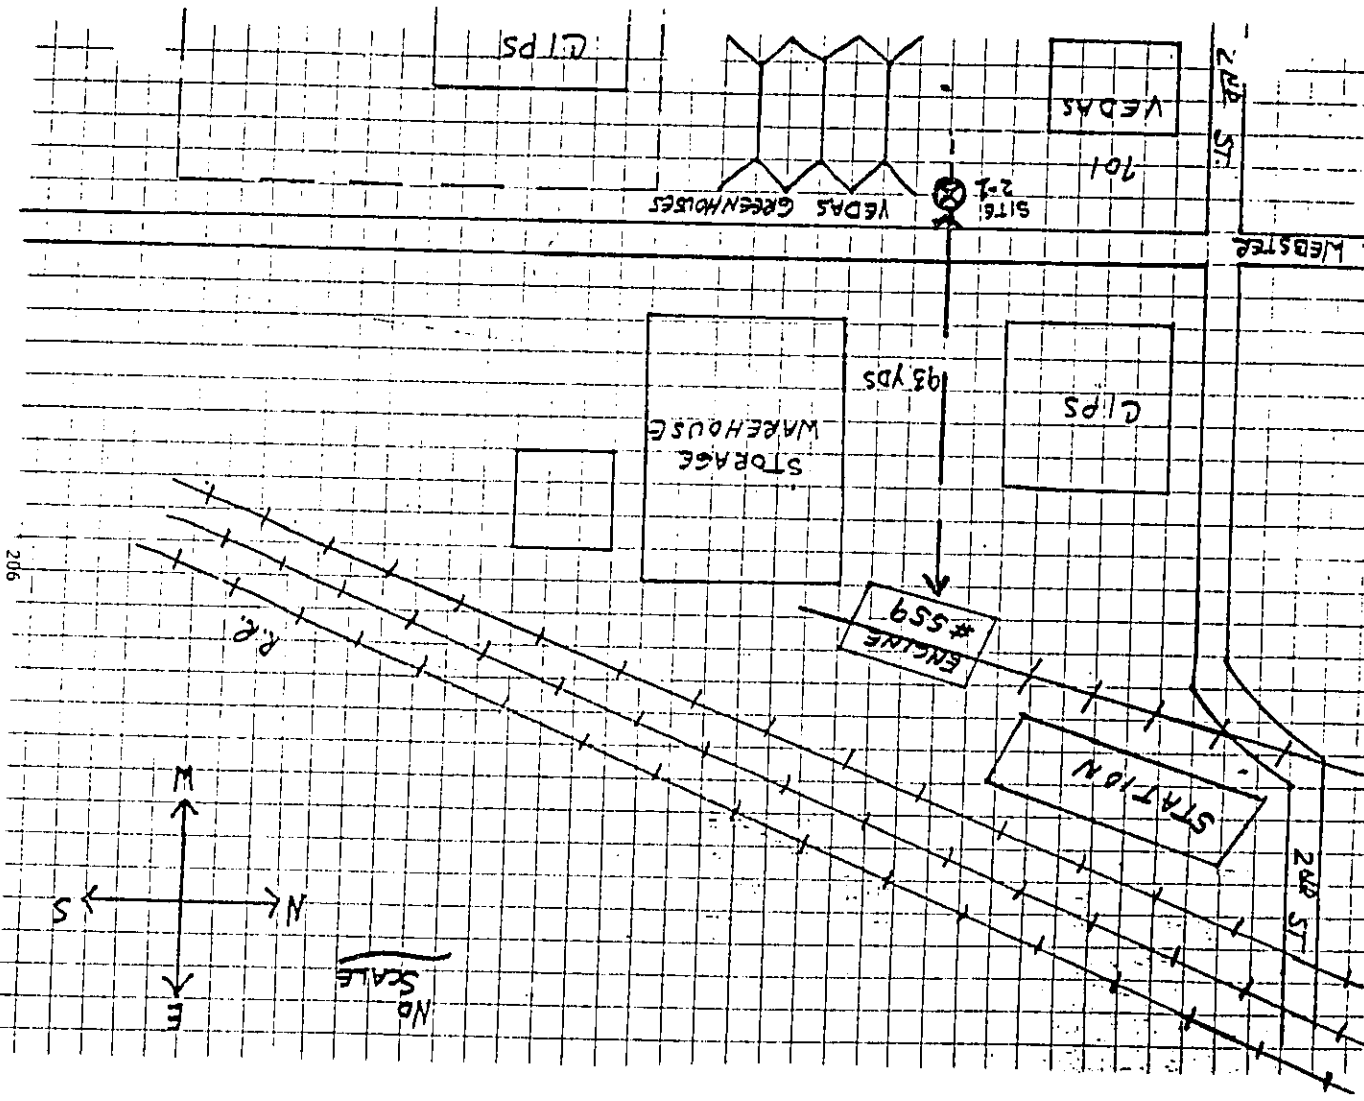 NO
SCALE
E
N
S
W
2ND ST
STATION
R.R.
ENGINE
#559
STORAGE
WAREHOUSE
93 YDS
CIPS
WEBSTER
SITE
2-1
VEDAS GREENHOUSES
701
VEDAS
2ND ST.
CIPS
206